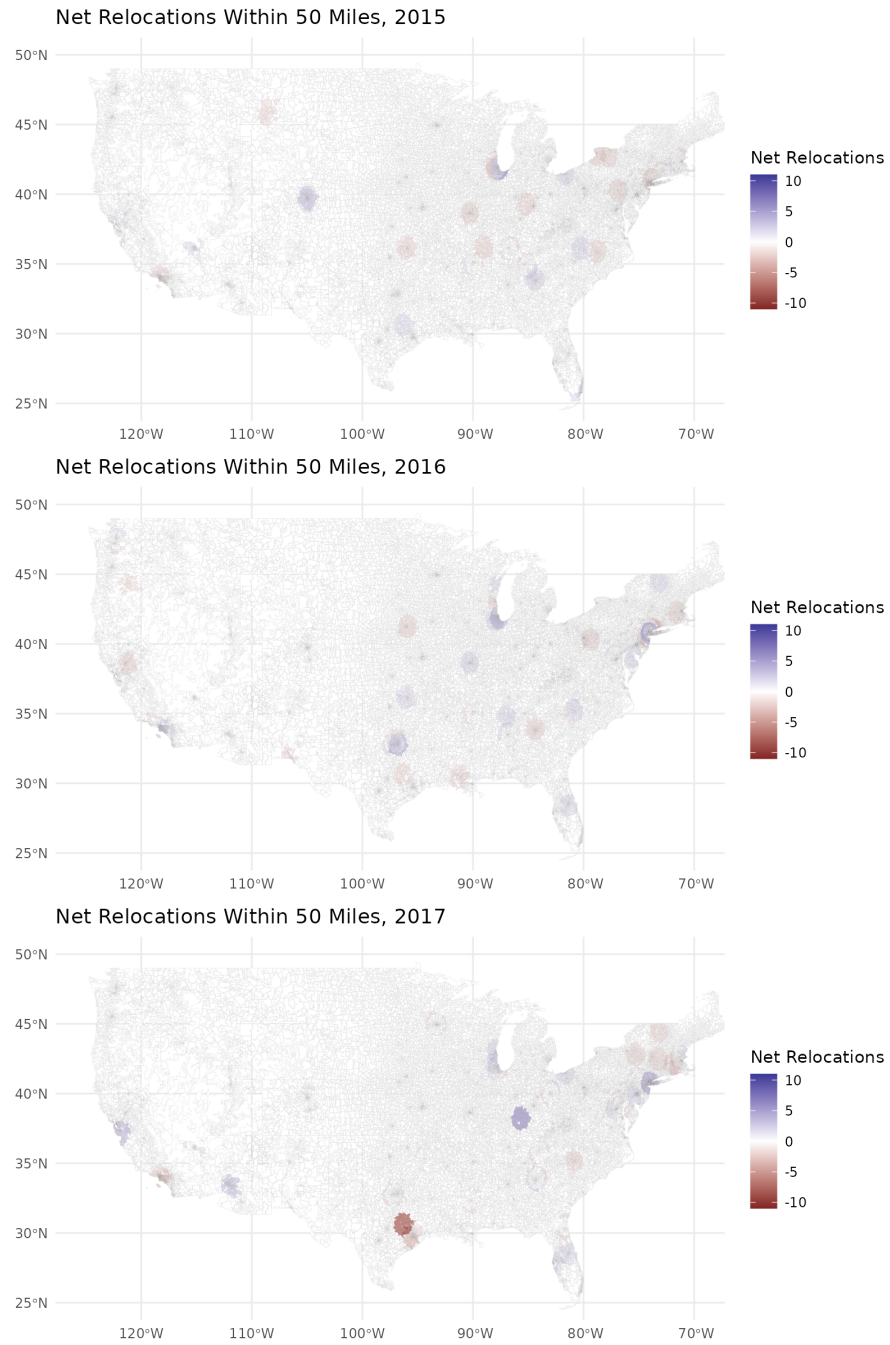 Net Relocations Within 50 Miles, 2015
50°N
45°N
40°N
35°N
30°N
25°N
120°W 110°W 100°W 90°W 80°W 70°W
Net Relocations
10
5
0
-5
-10
Net Relocations Within 50 Miles, 2016
50°N
45°N
40°N
35°N
30°N
25°N
120°W 110°W 100°W 90°W 80°W 70°W
Net Relocations
10
5
0
-5
-10
Net Relocations Within 50 Miles, 2017
50°N
45°N
40°N
35°N
30°N
25°N
120°W 110°W 100°W 90°W 80°W 70°W
Net Relocations
10
5
0
-5
-10